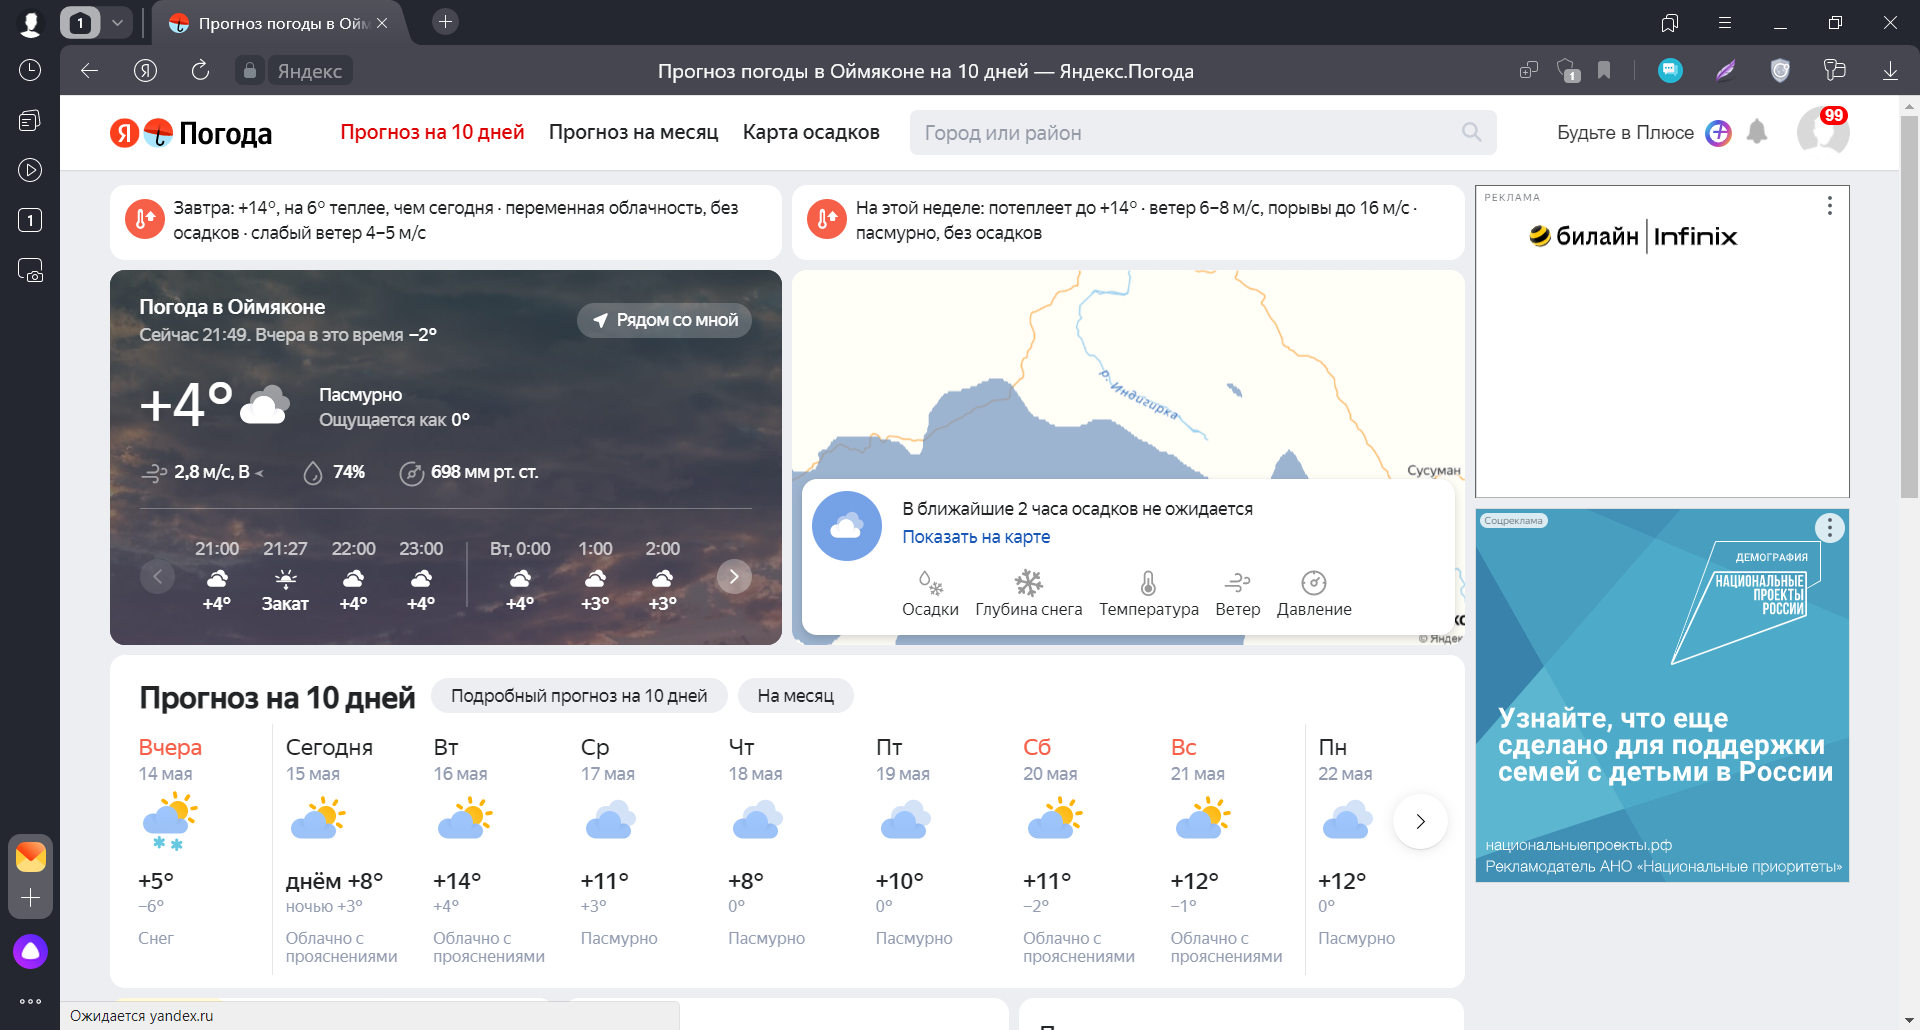 1
Прогноз погоды в Ойм
Яндекс
Прогноз погоды в Оймяконе на 10 дней — Яндекс.Погода
1
1
Я Погода
Прогноз на 10 дней
Прогноз на месяц
Карта осадков
Город или район
Будьте в Плюсе
99
Завтра: +14°, на 6° теплее, чем сегодня · переменная облачность, без
осадков · слабый ветер 4–5 м/с
На этой неделе: потеплеет до +14° · ветер 6–8 м/с, порывы до 16 м/с ·
пасмурно, без осадков
Погода в Оймяконе
Сейчас 21:49. Вчера в это время −2°
Рядом со мной
+4°
Пасмурно
Ощущается как 0°
2,8 м/с, В
74%
698 мм рт. ст.
21:00 21:27 22:00 23:00 Вт, 0:00 1:00 2:00
+4° Закат +4° +4° +4° +3° +3°
р. Индигирка
Сусуман
В ближайшие 2 часа осадков не ожидается
Показать на карте
Осадки Глубина снега Температура Ветер Давление
© Яндек
РЕКЛАМА
билайн Infinix
Соцреклама
ДЕМОГРАФИЯ
НАЦИОНАЛЬНЫЕ
ПРОЕКТЫ
РОССИИ
Узнайте, что еще
сделано для поддержки
семей с детьми в России
национальныепроекты.рф
Рекламодатель АНО «Национальные приоритеты»
Прогноз на 10 дней
Подробный прогноз на 10 дней
На месяц
Вчера Сегодня Вт Ср Чт Пт Сб Вс Пн
14 мая 15 мая 16 мая 17 мая 18 мая 19 мая 20 мая 21 мая 22 мая
+5° днём +8° +14° +11° +8° +10° +11° +12° +12°
−6° ночью +3° +4° +3° 0° 0° −2° −1° 0°
Снег Облачно с Облачно с Пасмурно Пасмурно Пасмурно Облачно с Облачно с Пасмурно
прояснениями прояснениями прояснениями прояснениями
Ожидается yandex.ru